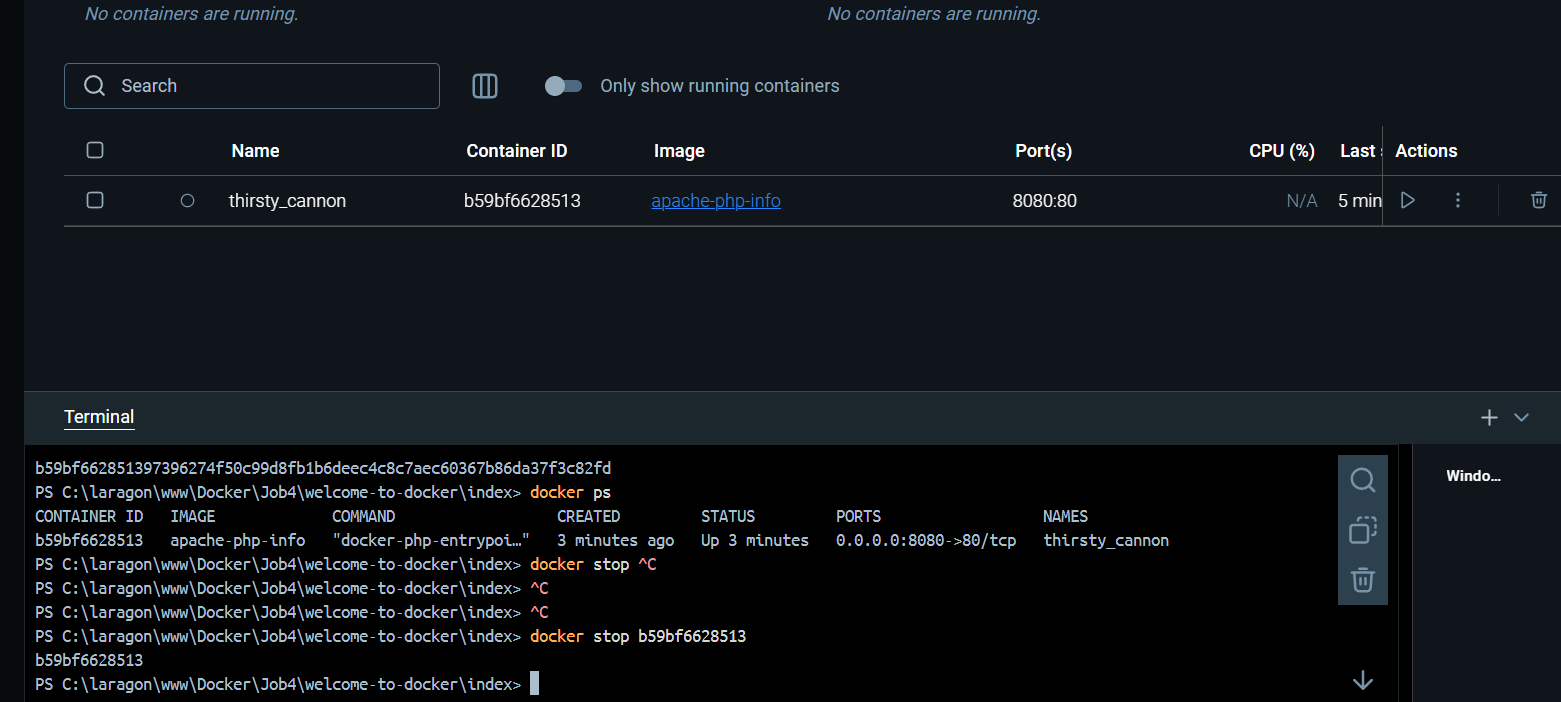 No containers are running. No containers are running.
Search Only show running containers
Name Container ID Image Port(s) CPU (%) Last Actions
thirsty_cannon b59bf6628513 apache-php-info 8080:80 N/A 5 min
Terminal
b59bf662851397396274f50c99d8fb1b6deec4c8c7aec60367b86da37f3c82fd
PS C:\laragon\www\Docker\Job4\welcome-to-docker\index> docker ps
CONTAINER ID IMAGE COMMAND CREATED STATUS PORTS NAMES
b59bf6628513 apache-php-info "docker-php-entrypoi…" 3 minutes ago Up 3 minutes 0.0.0.0:8080->80/tcp thirsty_cannon
PS C:\laragon\www\Docker\Job4\welcome-to-docker\index> docker stop ^C
PS C:\laragon\www\Docker\Job4\welcome-to-docker\index> ^C
PS C:\laragon\www\Docker\Job4\welcome-to-docker\index> ^C
PS C:\laragon\www\Docker\Job4\welcome-to-docker\index> docker stop b59bf6628513
b59bf6628513
PS C:\laragon\www\Docker\Job4\welcome-to-docker\index>
Windo...